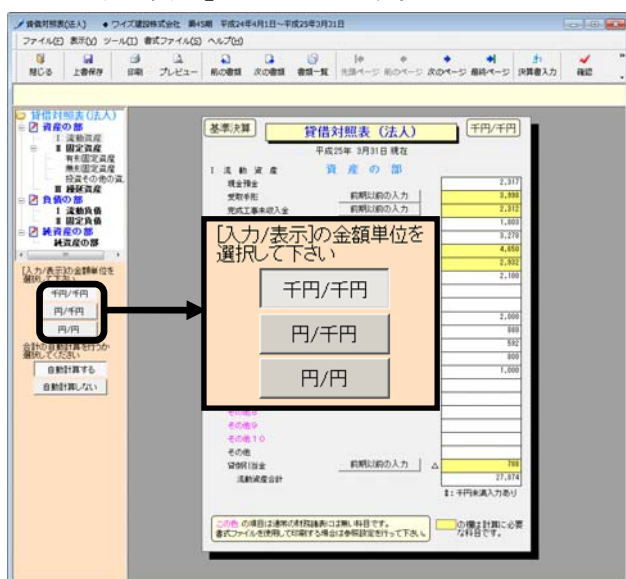 貸借対照表(法人) ◆ワイズ建設株式会社 第45期 平成24年4月1日～平成25年3月31日
ファイル(F) 表示(V) ツール(T) 書式ファイル(S) ヘルプ(H)
閉じる 上書保存 印刷 プレビュー 前の書類 次の書類 書類一覧 先頭ページ 前のページ 次のページ 最終ページ 決算書入力 確認
貸借対照表(法人)
資産の部
Ⅰ 流動資産
Ⅱ 固定資産
有形固定資産
無形固定資産
投資その他の資
Ⅲ 繰延資産
負債の部
Ⅰ 流動負債
Ⅱ 固定負債
純資産の部
純資産の部
[入力/表示]の金額単位を
選択して下さい
千円/千円
円/千円
円/円
合計の自動計算を行うか
選択してください
自動計算する
自動計算しない
基準決算 貸借対照表 (法人) 千円/千円
平成25年 3月31日 現在
Ⅰ 流動資産 資産の部
現金預金 2,317
受取手形 前期以前の入力 3,998
完成工事未収入金 前期以前の入力 2,312
1,803
3,270
4,650
2,932
2,100
2,000
592
800
1,000
[入力/表示]の金額単位を
選択して下さい
千円/千円
円/千円
円/円
その他8
その他9
その他10
その他
貸倒引当金 前期以前の入力 △ 700
流動資産合計 27,874
‡:千円未満入力あり
この色 の項目は通常の財務諸表には無い科目です。
書式ファイルを使用して印刷する場合は参照設定を行って下さい。
の欄は計算に必要
な科目です。